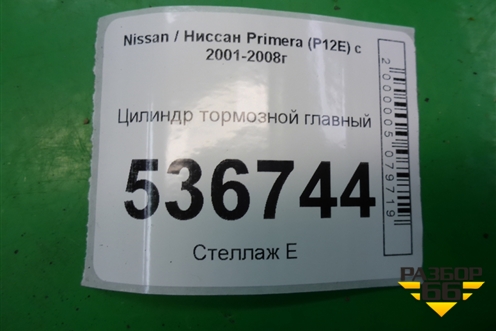 Nissan / Ниссан Primera (P12E) с
2001-2008г
Цилиндр тормозной главный
536744
Стеллаж Е
2000005079719
РАЗБОР
66